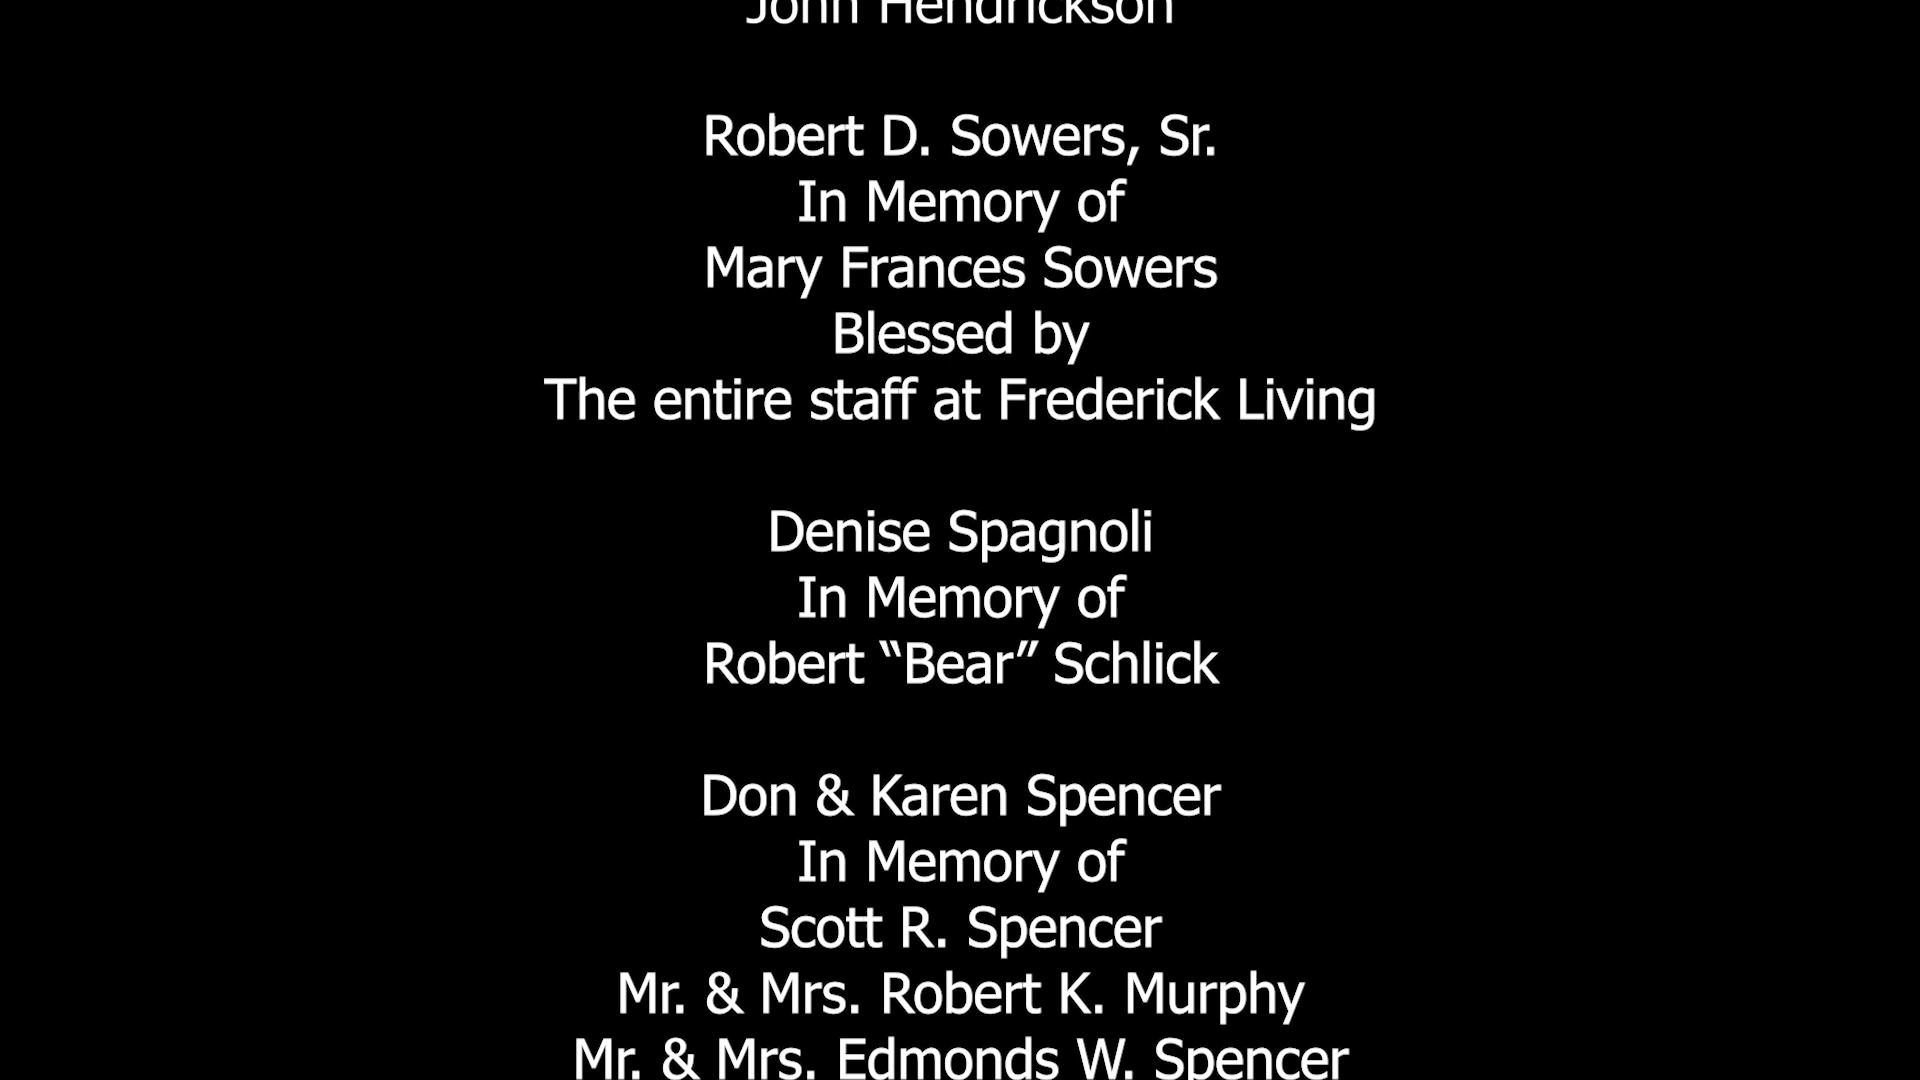 John Hendrickson
Robert D. Sowers, Sr.
In Memory of
Mary Frances Sowers
Blessed by
The entire staff at Frederick Living
Denise Spagnoli
In Memory of
Robert “Bear” Schlick
Don & Karen Spencer
In Memory of
Scott R. Spencer
Mr. & Mrs. Robert K. Murphy
Mr. & Mrs. Edmonds W. Spencer